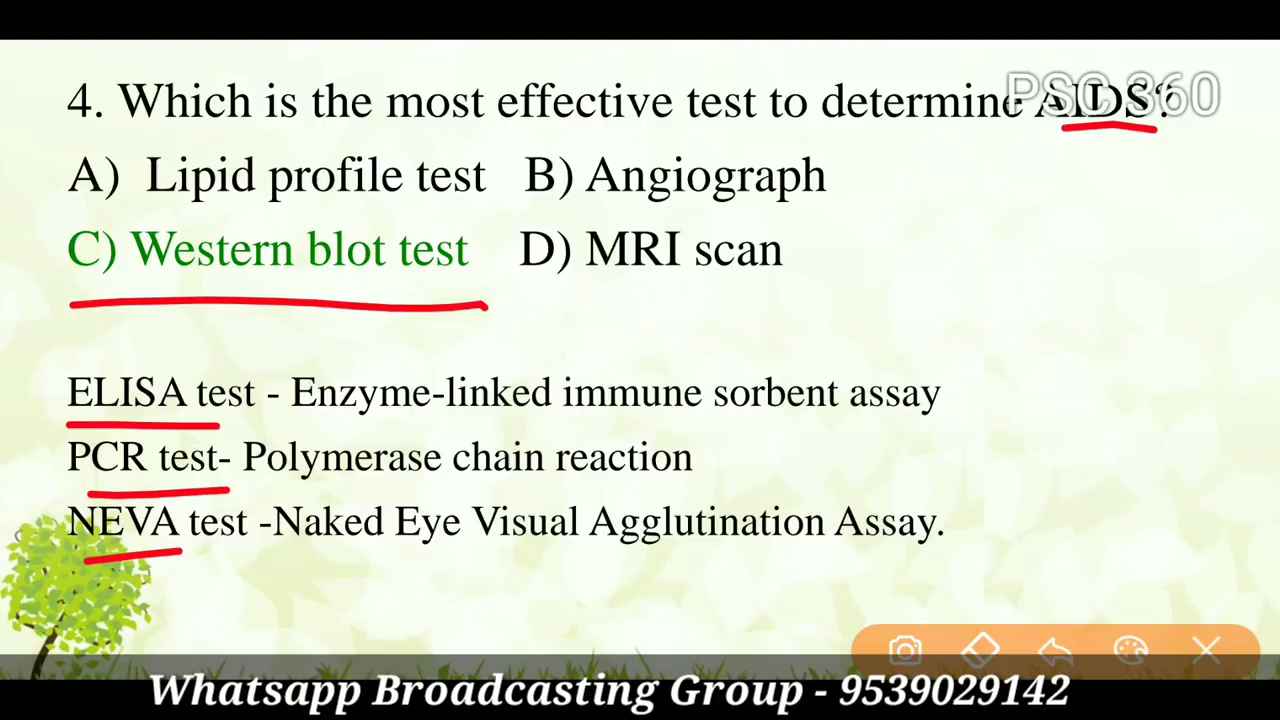 4. Which is the most effective test to determine AIDS?
PSC 360
A) Lipid profile test B) Angiograph
C) Western blot test D) MRI scan
ELISA test - Enzyme-linked immune sorbent assay
PCR test- Polymerase chain reaction
NEVA test -Naked Eye Visual Agglutination Assay.
Whatsapp Broadcasting Group - 9539029142